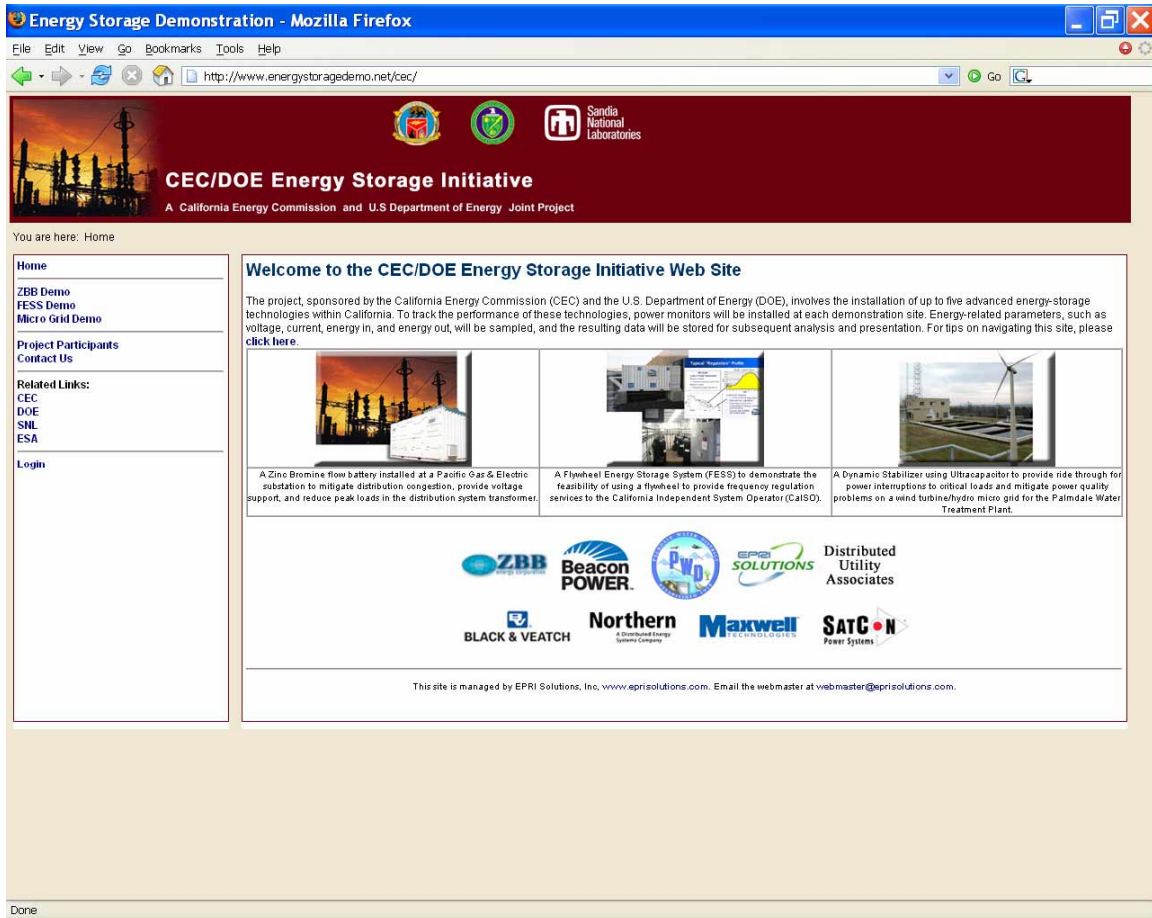 Energy Storage Demonstration - Mozilla Firefox
File Edit View Go Bookmarks Tools Help
http://www.energystoragedemo.net/cec/
Go
G
Sandia
National
Laboratories
CEC/DOE Energy Storage Initiative
A California Energy Commission and U.S Department of Energy Joint Project
You are here: Home
Home
ZBB Demo
FESS Demo
Micro Grid Demo
Project Participants
Contact Us
Related Links:
CEC
DOE
SNL
ESA
Login
Welcome to the CEC/DOE Energy Storage Initiative Web Site
The project, sponsored by the California Energy Commission (CEC) and the U.S. Department of Energy (DOE), involves the installation of up to five advanced energy-storage
technologies within California. To track the performance of these technologies, power monitors will be installed at each demonstration site. Energy-related parameters, such as
voltage, current, energy in, and energy out, will be sampled, and the resulting data will be stored for subsequent analysis and presentation. For tips on navigating this site, please
click here.
Typical "Regulation" Profile
A Zinc Bromine flow battery installed at a Pacific Gas & Electric
substation to mitigate distribution congestion, provide voltage
support, and reduce peak loads in the distribution system transformer.
A Flywheel Energy Storage System (FESS) to demonstrate the
feasibility of using a flywheel to provide frequency regulation
services to the California Independent System Operator (CalSO).
A Dynamic Stabilizer using Ultracapacitor to provide ride through for
power interruptions to critical loads and mitigate power quality
problems on a wind turbine/hydro micro grid for the Palmdale Water
Treatment Plant.
ZBB
energy corporation
Beacon
POWER
PWD
EPRI
SOLUTIONS
Distributed
Utility
Associates
BLACK & VEATCH
Northern
A Distributed Energy
Systems Company
Maxwell
TECHNOLOGIES
SATCON
Power Systems
This site is managed by EPRI Solutions, Inc, www.eprisolutions.com. Email the webmaster at webmaster@eprisolutions.com.
Done